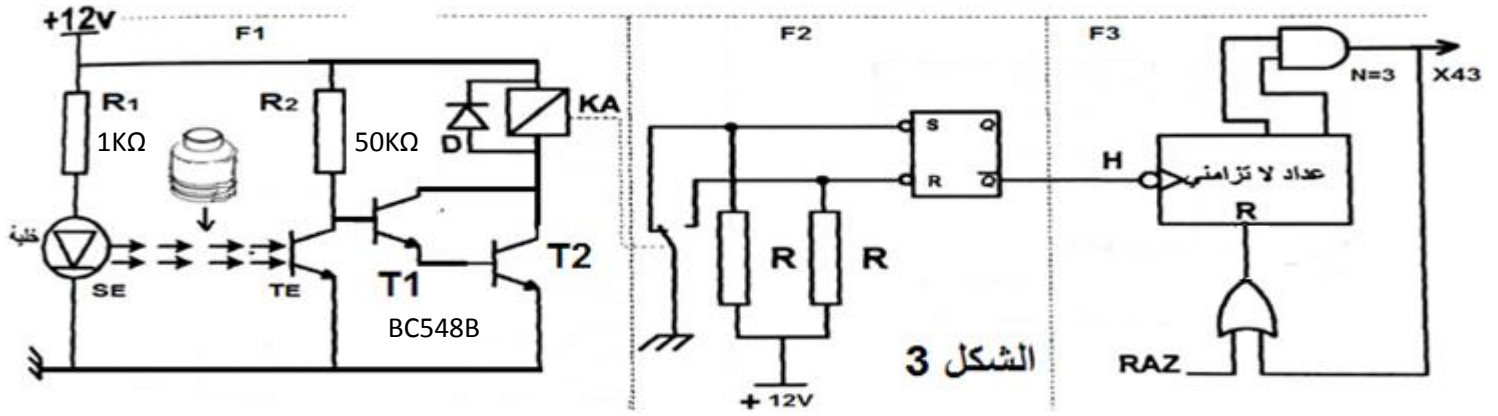 +12v
F1
F2
F3
R1
1KΩ
R2
50KΩ
D
KA
خلية
SE
TE
T1
T2
BC548B
S
Q
R
Q̅
R
R
+ 12V
الشكل 3
N=3
X43
H
عداد لا تزامني
R
RAZ